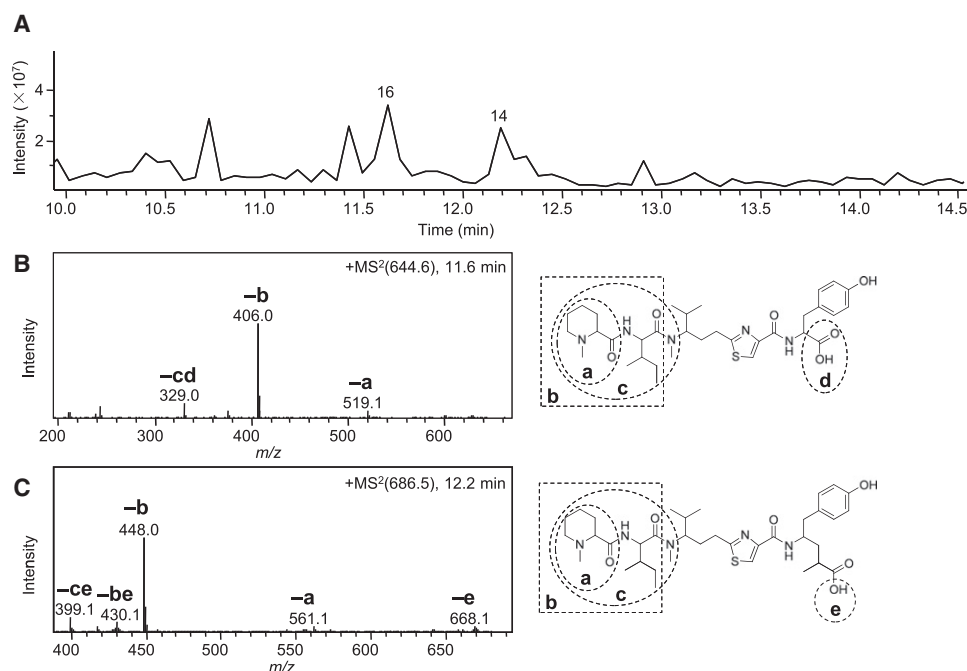 A
Intensity (×10⁷)
4
2
16
14
10.0 10.5 11.0 11.5 12.0 12.5 13.0 13.5 14.0 14.5
Time (min)
B
+MS²(644.6), 11.6 min
Intensity
–b
406.0
–cd
329.0
–a
519.1
200 300 400 500 600
m/z
N
O
H
N
O
N
N
S
O
N
H
O
OH
OH
a
b
c
d
C
+MS²(686.5), 12.2 min
Intensity
–b
448.0
–ce
399.1
–be
430.1
–a
561.1
–e
668.1
400 450 500 550 600 650
m/z
N
O
H
N
O
N
N
S
O
N
H
O
OH
OH
a
b
c
e